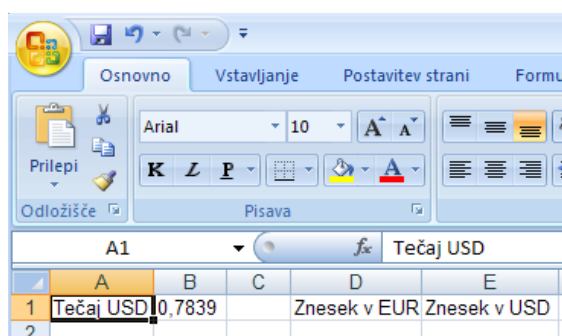 Osnovno Vstavljanje Postavitev strani Formu
Arial 10 A A
Prilepi K L P A
Odložišče Pisava
A1 fx Tečaj USD
A B C D E
1 Tečaj USD 0,7839 Znesek v EUR Znesek v USD
2